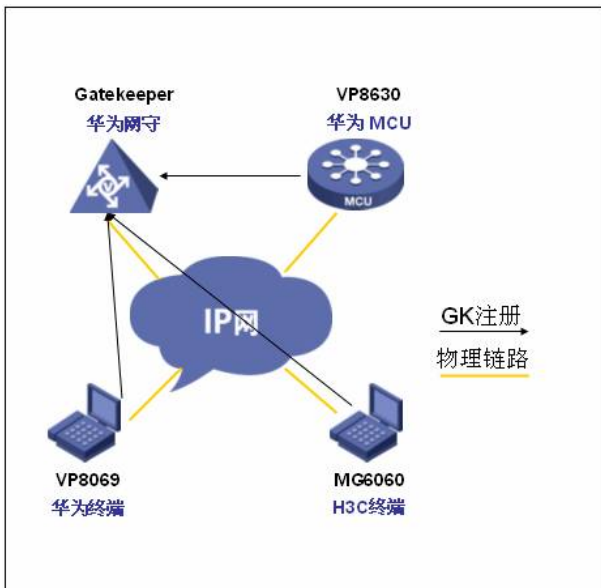 Gatekeeper
华为网守
VP8630
华为 MCU
V
MCU
IP网
GK注册
物理链路
VP8069
华为终端
MG6060
H3C终端